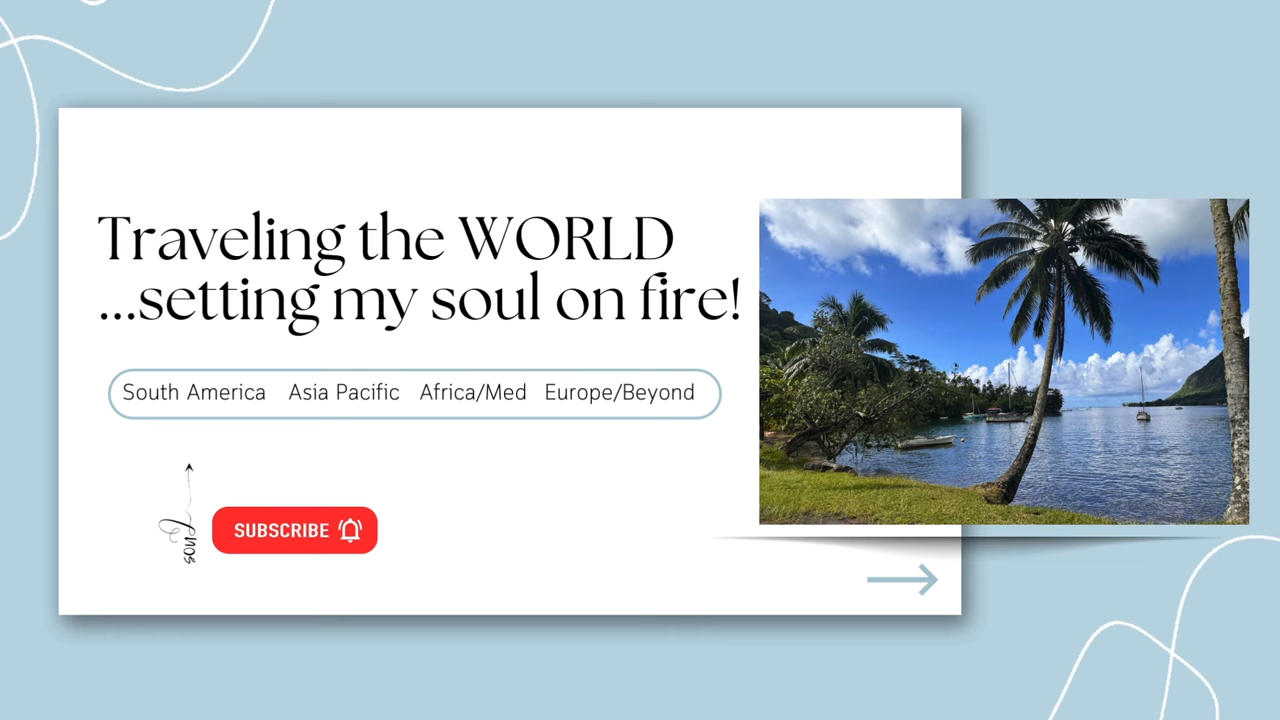 Traveling the WORLD
...setting my soul on fire!
South America Asia Pacific Africa/Med Europe/Beyond
soul
SUBSCRIBE